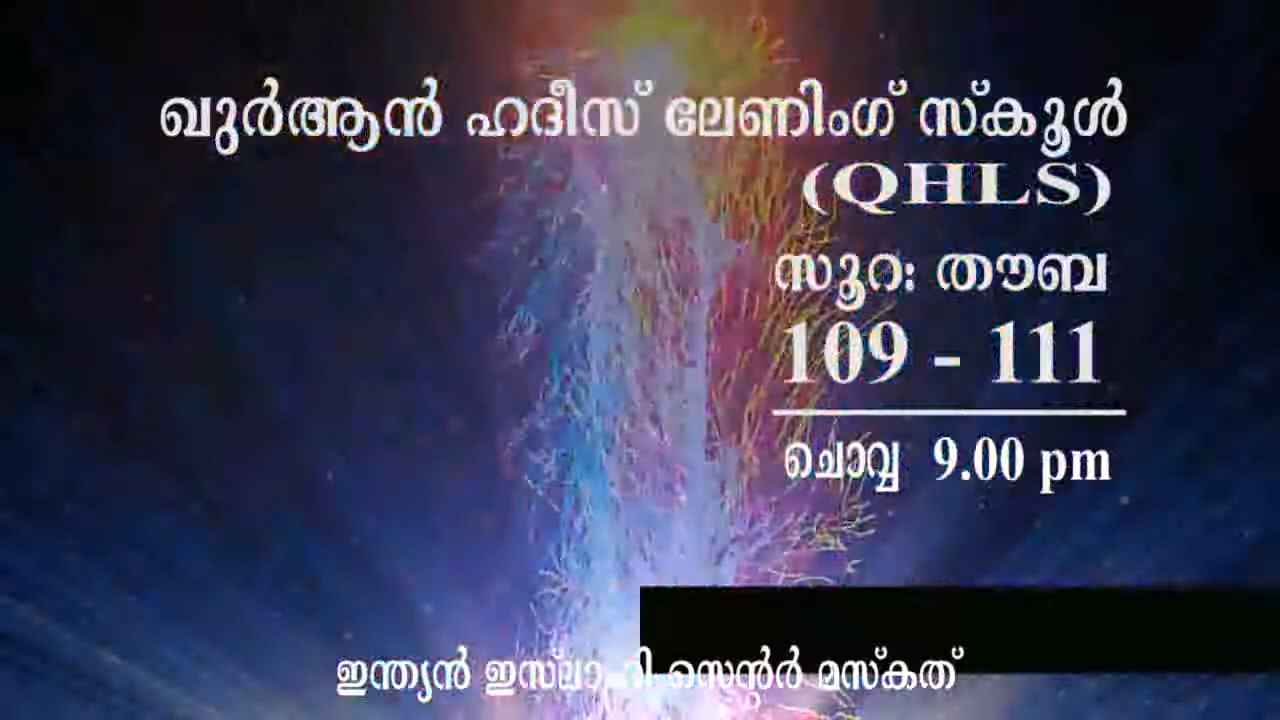 ഖുർആൻ ഹദീസ് ലേണിംഗ് സ്കൂൾ
(QHLS)
സൂറ: തൗബ
109 - 111
ചൊവ്വ 9.00 pm
ഇന്ത്യൻ ഇസ്‌ലാഹി സെന്റർ മസ്കത്